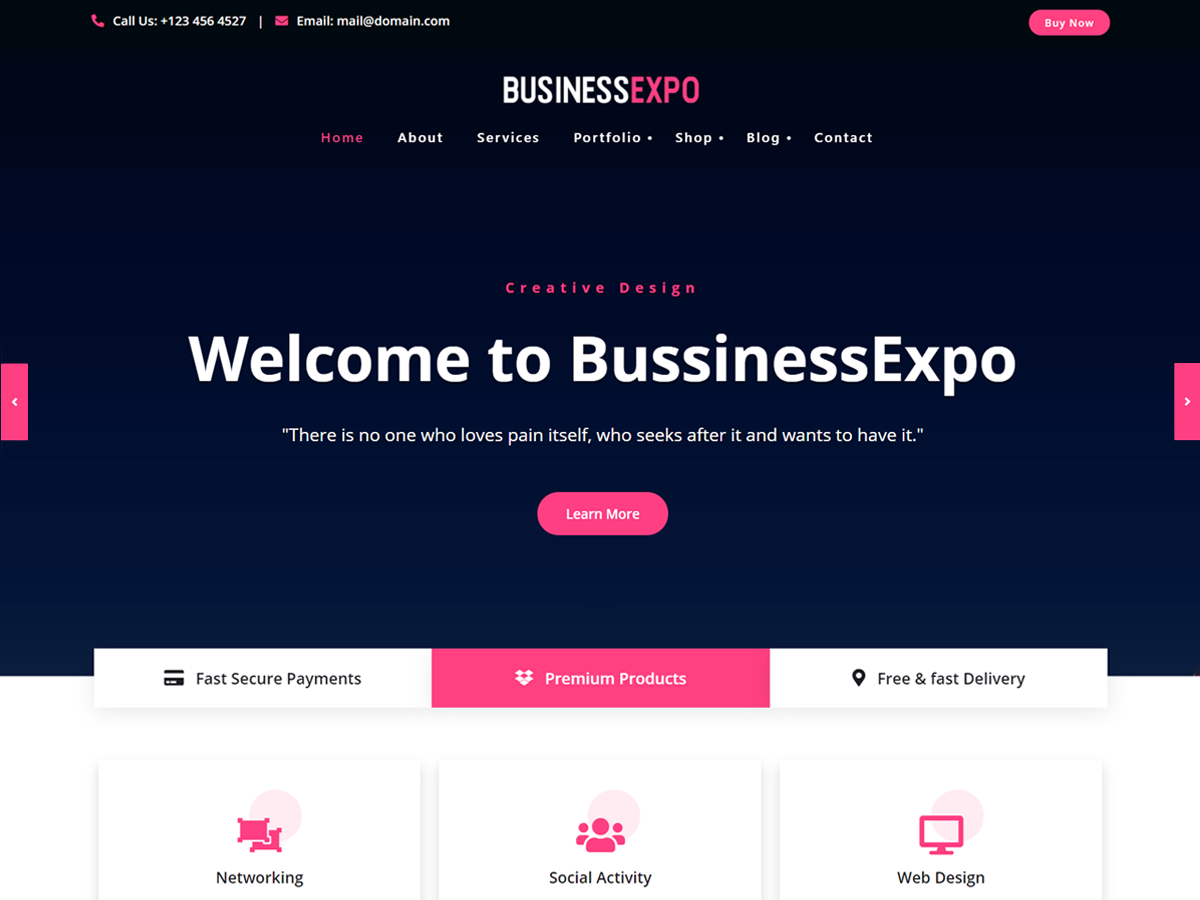 Call Us: +123 456 4527 | Email: mail@domain.com
Buy Now
BUSINESSEXPO
Home About Services Portfolio • Shop • Blog • Contact
Creative Design
Welcome to BussinessExpo
"There is no one who loves pain itself, who seeks after it and wants to have it."
Learn More
Fast Secure Payments
Premium Products
Free & fast Delivery
Networking
Social Activity
Web Design